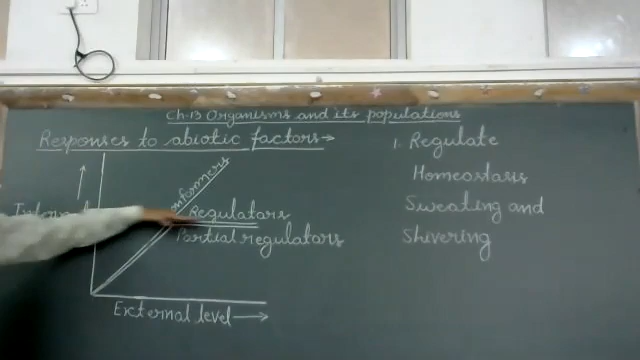 Ch-13 Organisms and its populations
Responses to abiotic factors→
1. Regulate
Homeostasis
Sweating and
Shivering
Regulators
Partial regulators
External level →